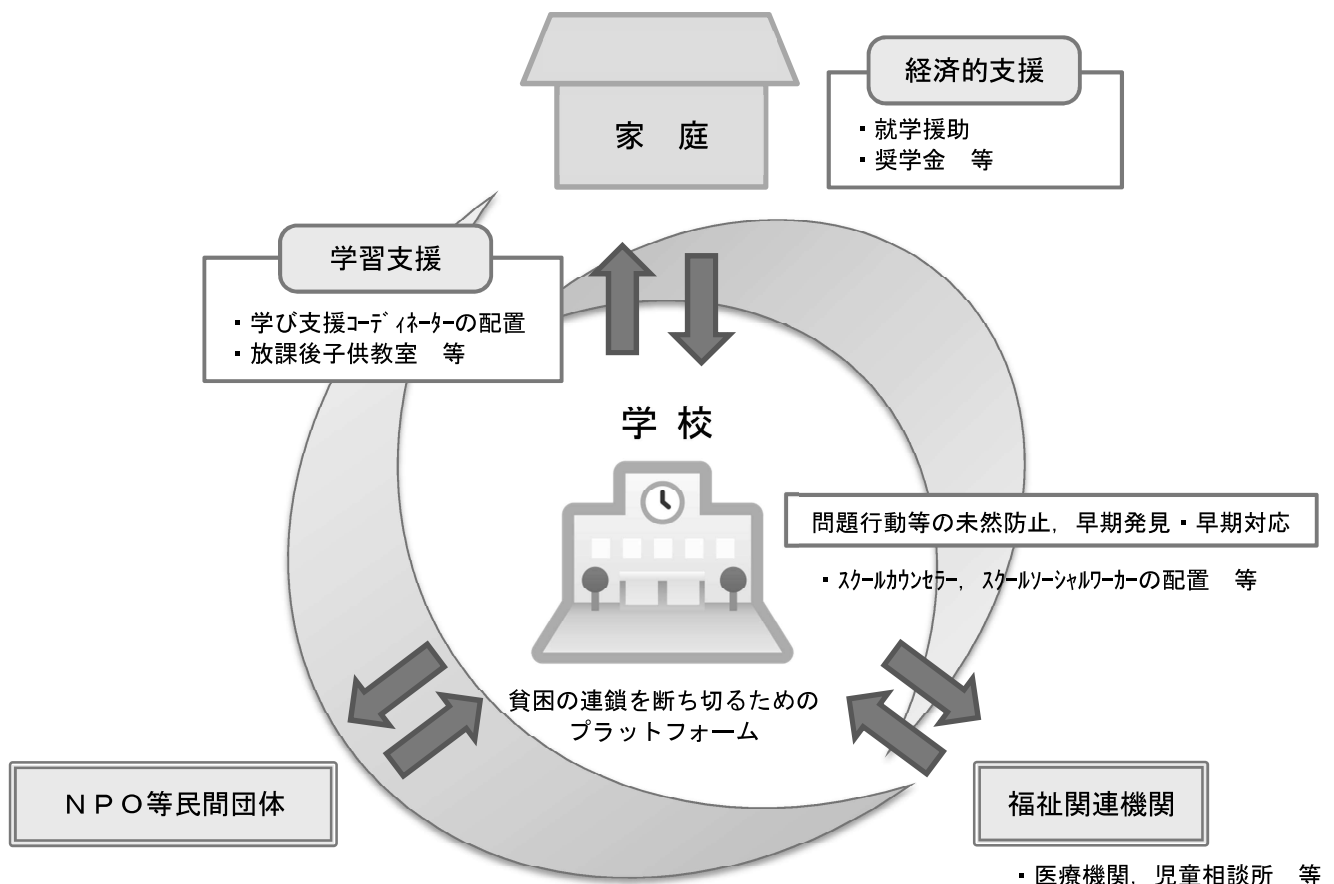 家　庭
経済的支援
・就学援助
・奨学金　等
学習支援
・学び支援ｺｰﾃﾞｨﾈｰﾀｰの配置
・放課後子供教室　等
学 校
問題行動等の未然防止，早期発見・早期対応
・ｽｸｰﾙｶｳﾝｾﾗｰ，ｽｸｰﾙｿｰｼｬﾙﾜｰｶｰの配置　等
貧困の連鎖を断ち切るための
プラットフォーム
ＮＰＯ等民間団体
福祉関連機関
・医療機関，児童相談所　等